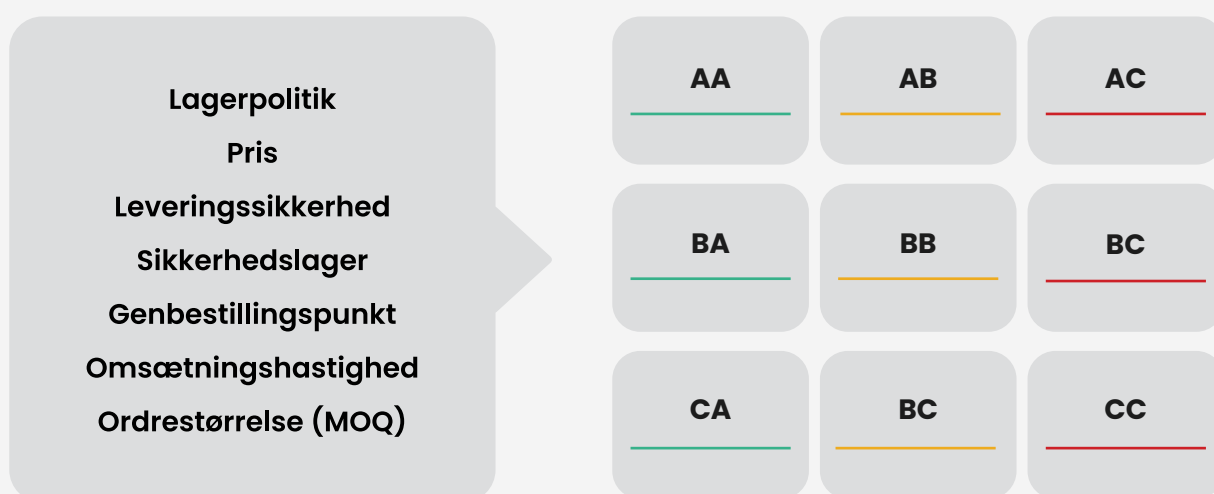 Lagerpolitik
Pris
Leveringssikkerhed
Sikkerhedslager
Genbestillingspunkt
Omsætningshastighed
Ordrestørrelse (MOQ)
AA AB AC
BA BB BC
CA BC CC